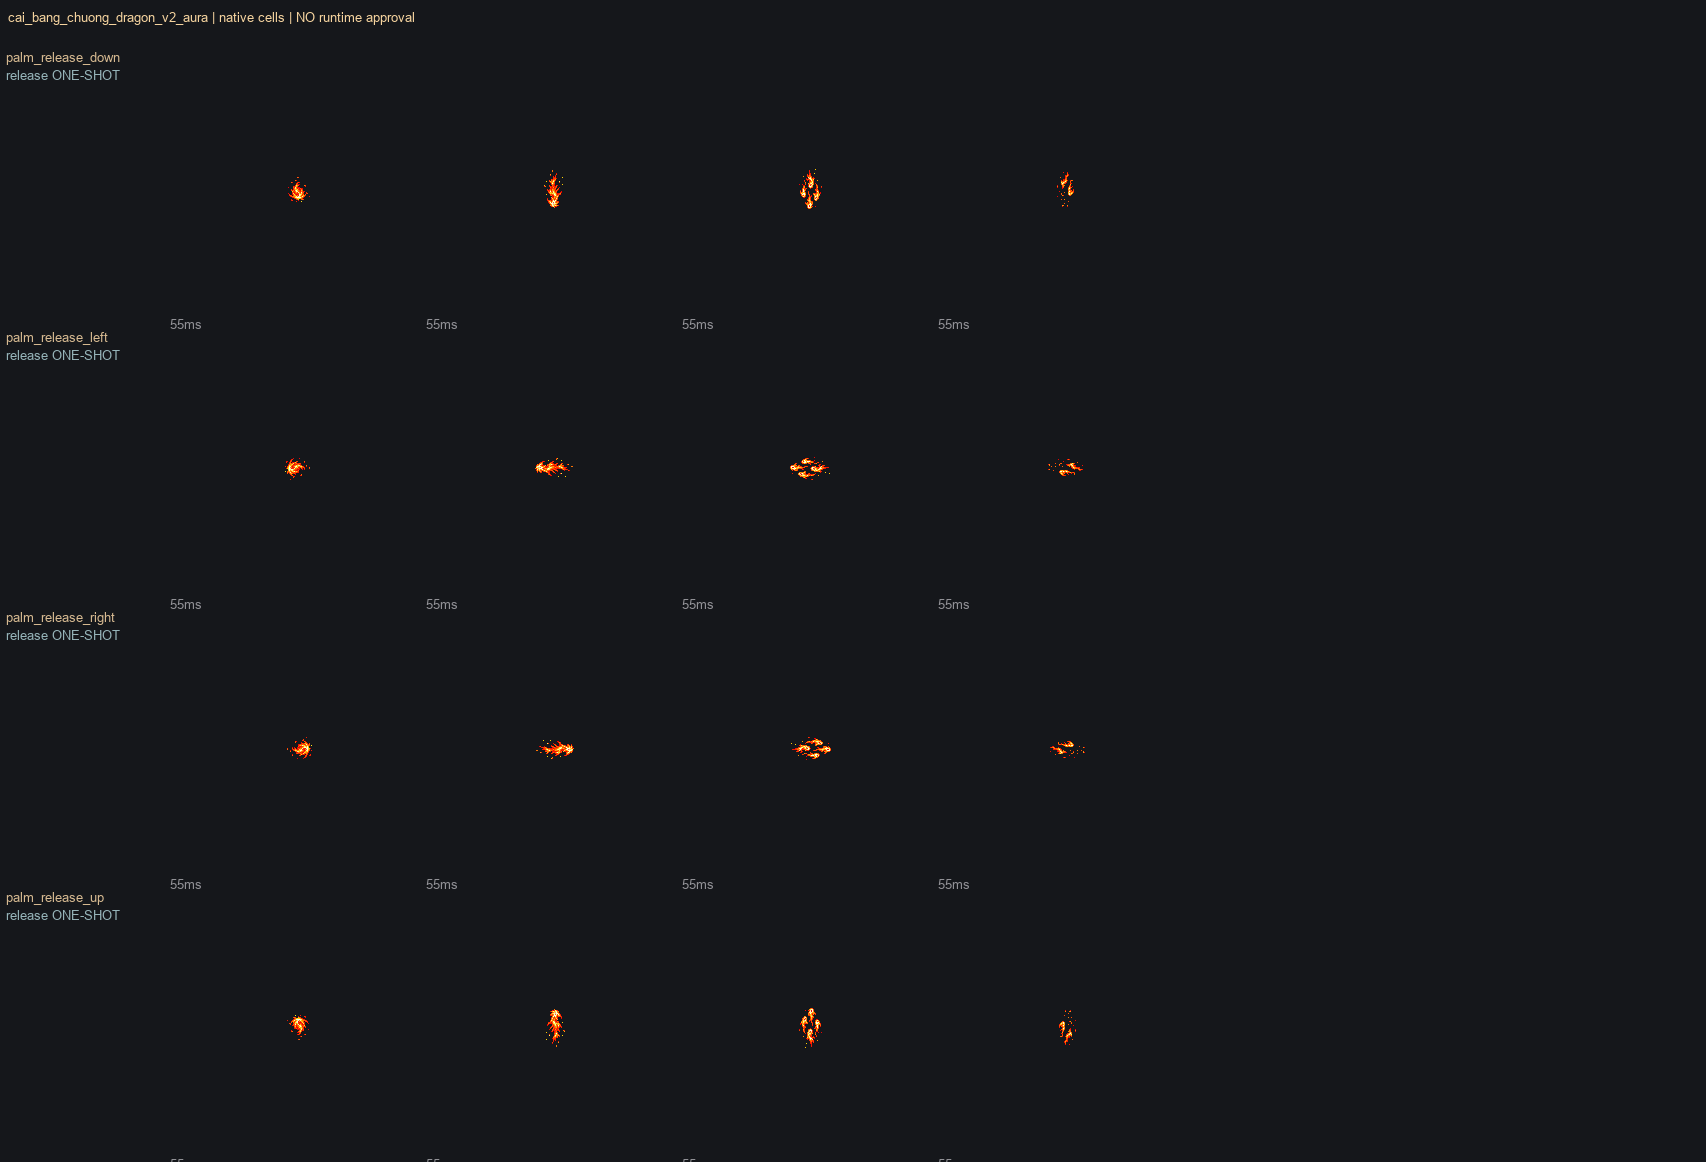 cai_bang_chuong_dragon_v2_aura | native cells | NO runtime approval
palm_release_down
release ONE-SHOT
55ms 55ms 55ms 55ms
palm_release_left
release ONE-SHOT
55ms 55ms 55ms 55ms
palm_release_right
release ONE-SHOT
55ms 55ms 55ms 55ms
palm_release_up
release ONE-SHOT